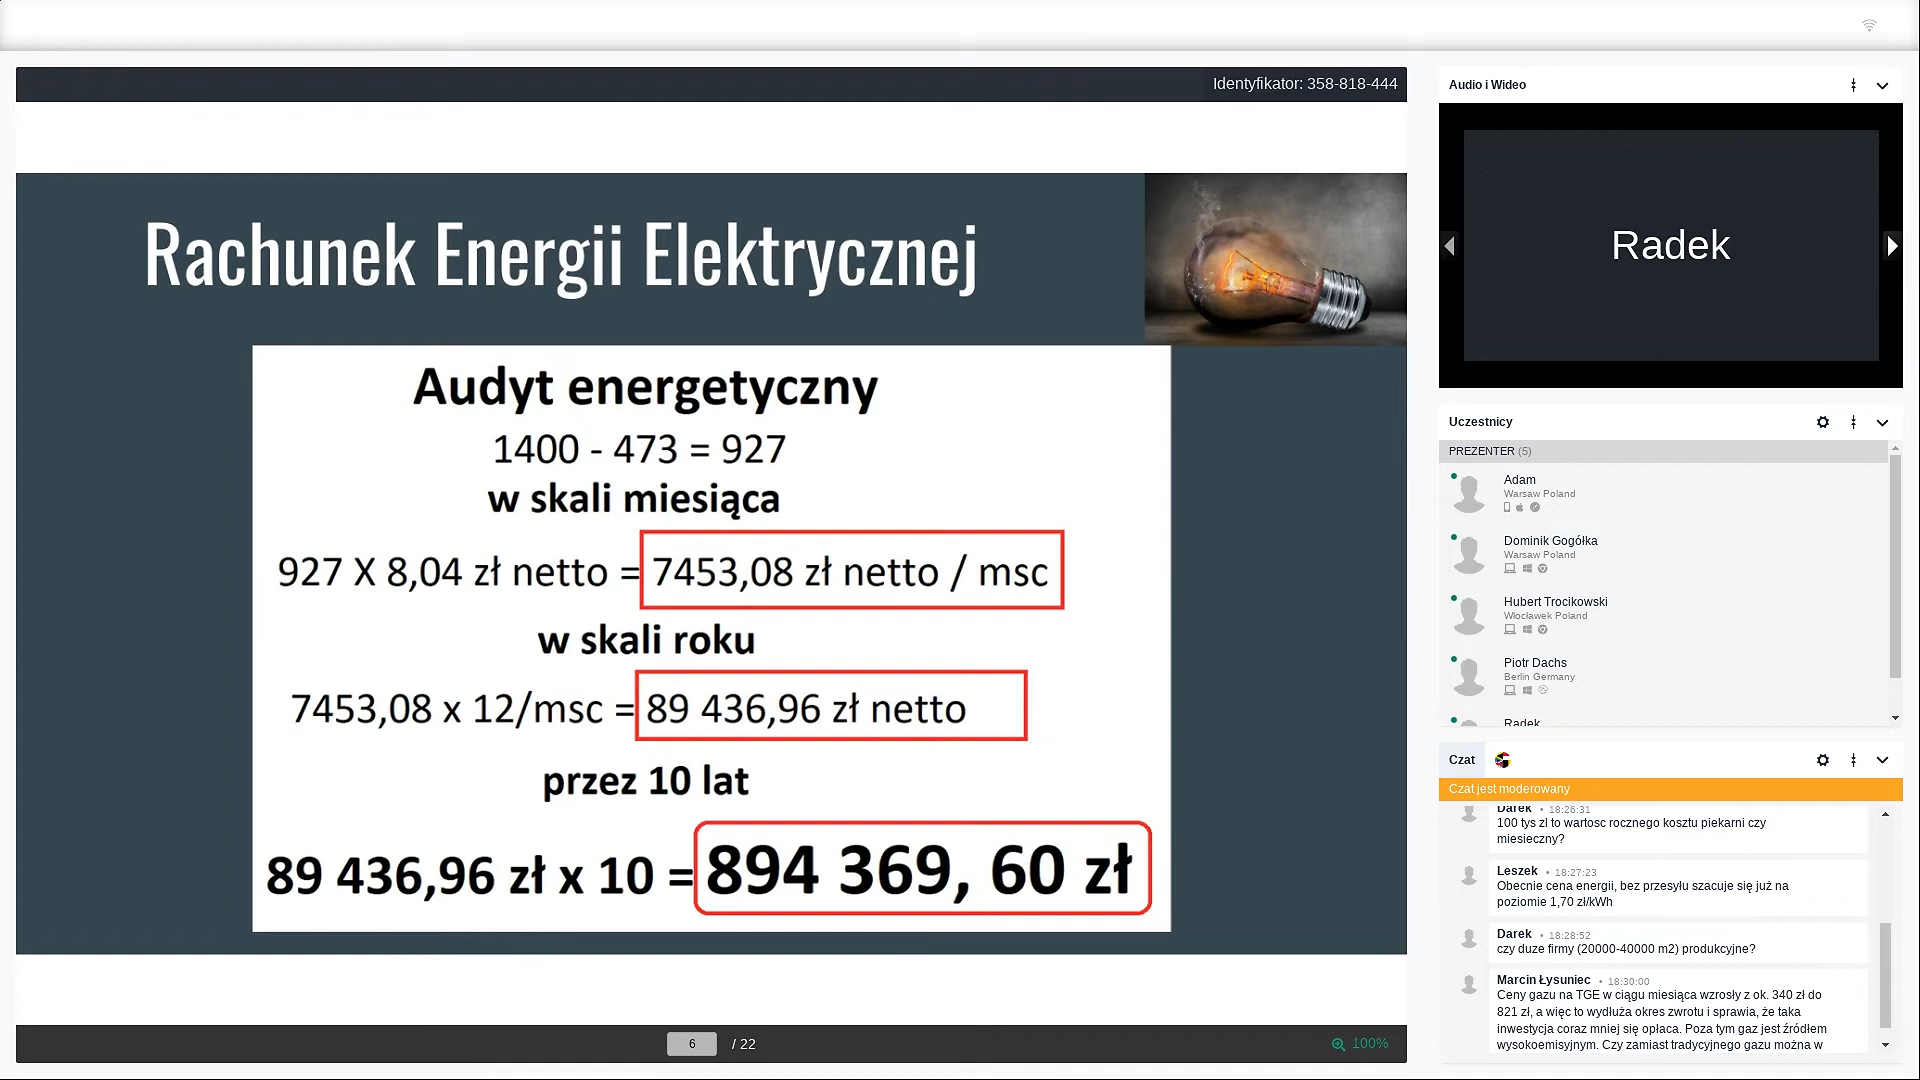 Identyfikator: 358-818-444
Rachunek Energii Elektrycznej
Audyt energetyczny
1400 - 473 = 927
w skali miesiąca
927 X 8,04 zł netto = 7453,08 zł netto / msc
w skali roku
7453,08 x 12/msc = 89 436,96 zł netto
przez 10 lat
89 436,96 zł x 10 = 894 369, 60 zł
6 / 22
100%
Audio i Wideo
Radek
Uczestnicy
PREZENTER (5)
Adam
Warsaw Poland
Dominik Gogółka
Warsaw Poland
Hubert Trocikowski
Włocławek Poland
Piotr Dachs
Berlin Germany
Radek
Czat
Czat jest moderowany
Darek • 18:26:31
100 tys zl to wartosc rocznego kosztu piekarni czy
miesieczny?
Leszek • 18:27:23
Obecnie cena energii, bez przesyłu szacuje się już na
poziomie 1,70 zł/kWh
Darek • 18:28:52
czy duze firmy (20000-40000 m2) produkcyjne?
Marcin Łysuniec • 18:30:00
Ceny gazu na TGE w ciągu miesiąca wzrosły z ok. 340 zł do
821 zł, a więc to wydłuża okres zwrotu i sprawia, że taka
inwestycja coraz mniej się opłaca. Poza tym gaz jest źródłem
wysokoemisyjnym. Czy zamiast tradycyjnego gazu można w